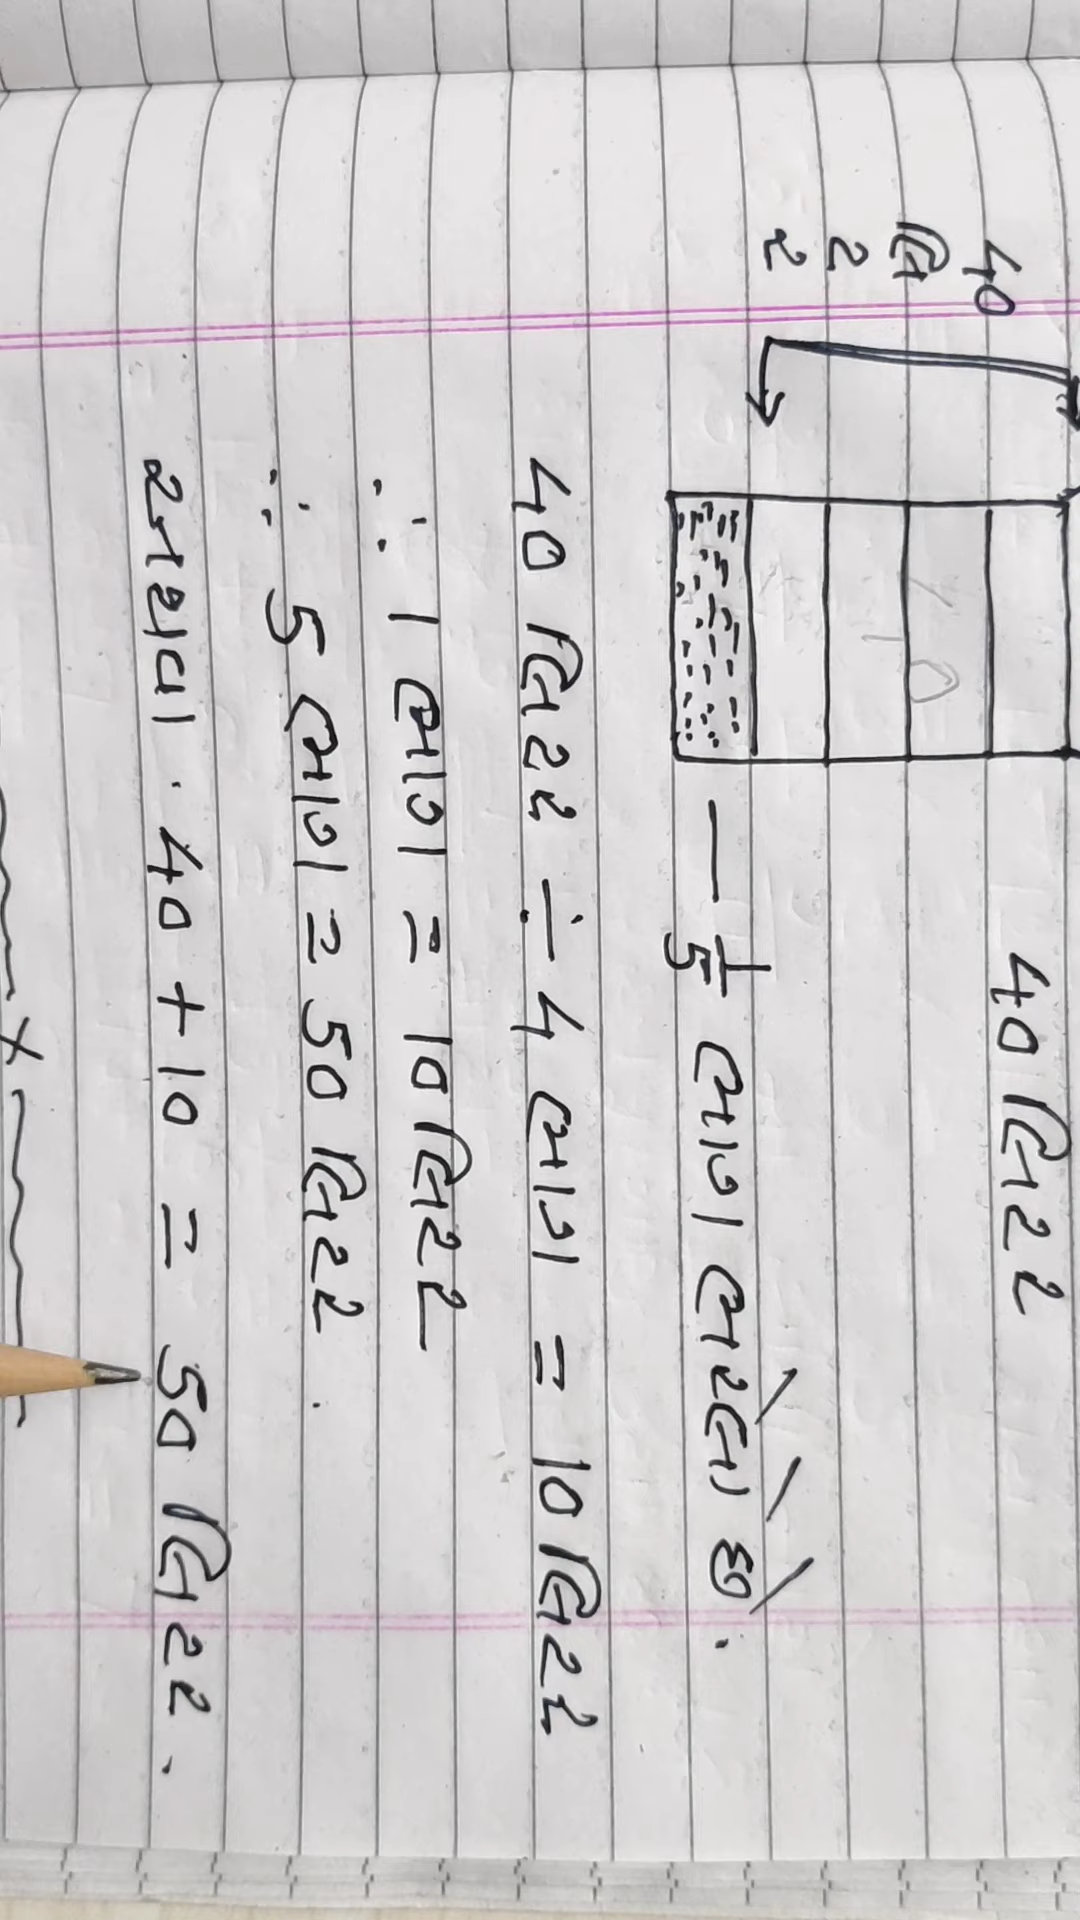 40
લિ
ટ
ર
40 લિટર
10
— 1/5 ભાગ ભરેલો છે.
40 લિટર ÷ 4 ભાગ = 10 લિટર
∴ 1 ભાગ = 10 લિટર
∴ 5 ભાગ = 50 લિટર.
અથવા. 40 + 10 = 50 લિટર.